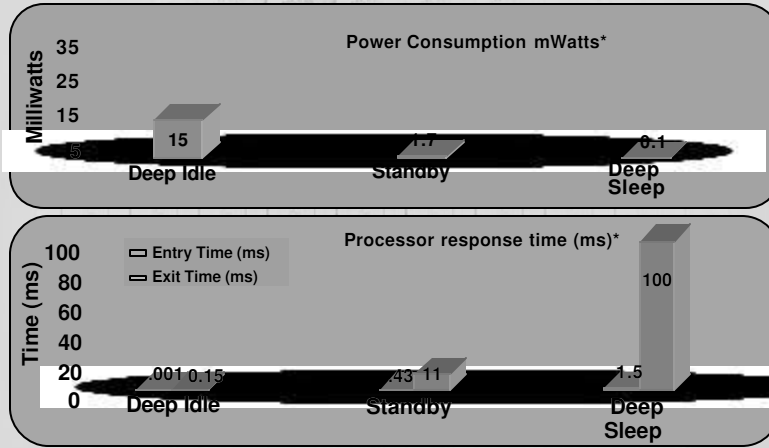 Power Consumption mWatts*
Milliwatts
35
25
15
5
15
1.7
0.1
Deep Idle
Standby
Deep
Sleep
Processor response time (ms)*
Entry Time (ms)
Exit Time (ms)
Time (ms)
100
80
60
40
20
0
.001
0.15
.43
11
1.5
100
Deep Idle
Standby
Deep
Sleep